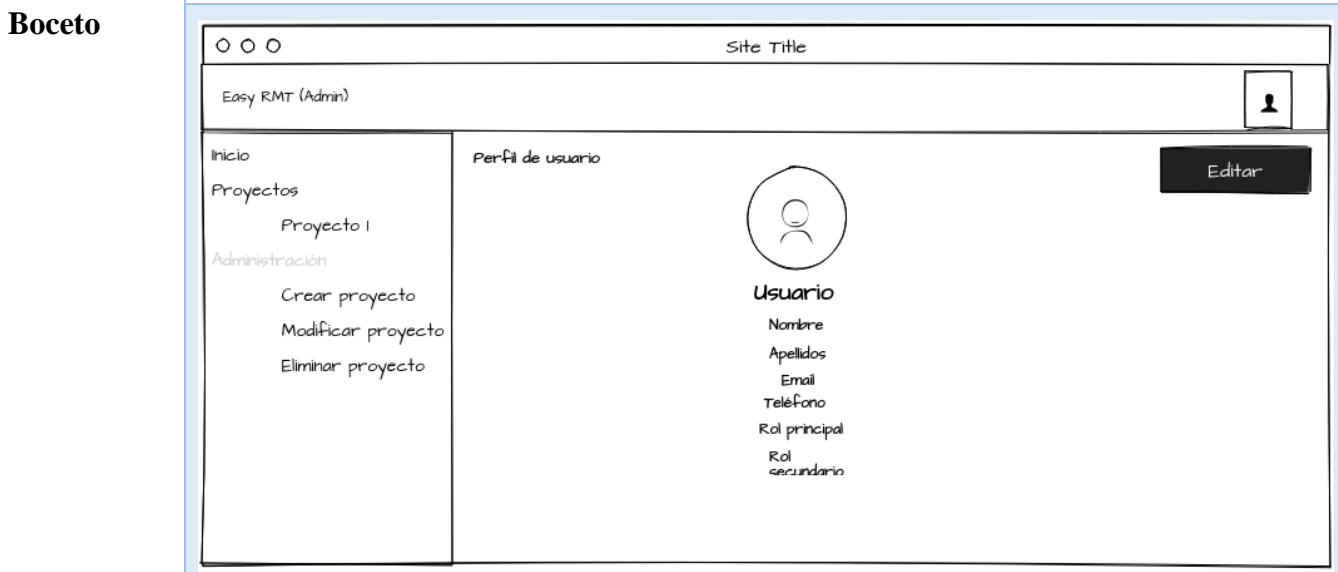 Boceto
Site Title
Easy RMT (Admin)
Inicio
Proyectos
Proyecto 1
Administración
Crear proyecto
Modificar proyecto
Eliminar proyecto
Perfil de usuario
Editar
Usuario
Nombre
Apellidos
Email
Teléfono
Rol principal
Rol
secundario